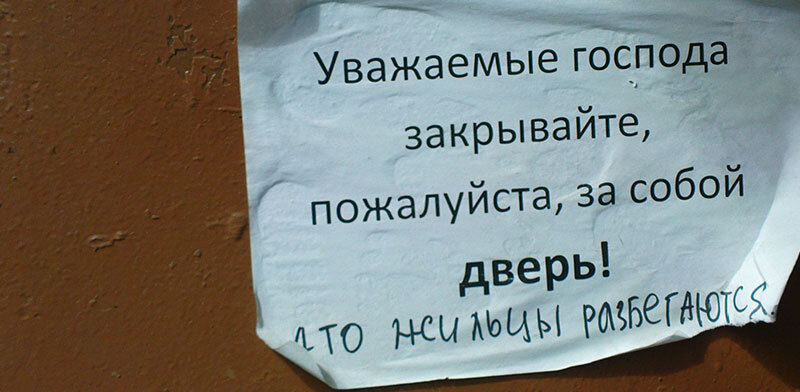 Уважаемые господа
закрывайте,
пожалуйста, за собой
дверь!
ато жильцы разбегаются